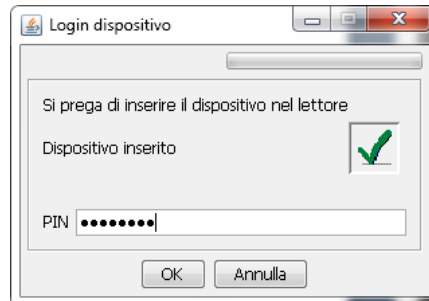 Login dispositivo
Si prega di inserire il dispositivo nel lettore
Dispositivo inserito
PIN ●●●●●●●●
OK Annulla